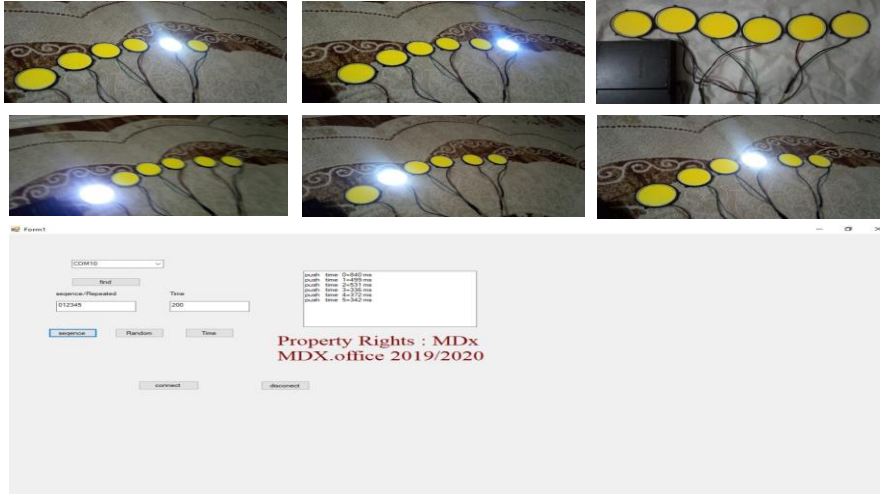 Form1
COM10
find
seqence/Repeated Time
012345 200
push time 0=840 ms
push time 1=499 ms
push time 2=531 ms
push time 3=336 ms
push time 4=372 ms
push time 5=342 ms
seqence Random Time
Property Rights : MDx
MDX.office 2019/2020
connect disconect